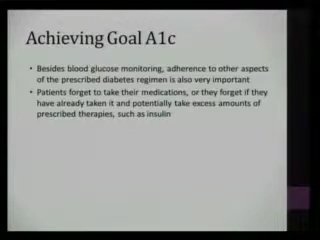 Achieving Goal A1c
• Besides blood glucose monitoring, adherence to other aspects
of the prescribed diabetes regimen is also very important
• Patients forget to take their medications, or they forget if they
have already taken it and potentially take excess amounts of
prescribed therapies, such as insulin